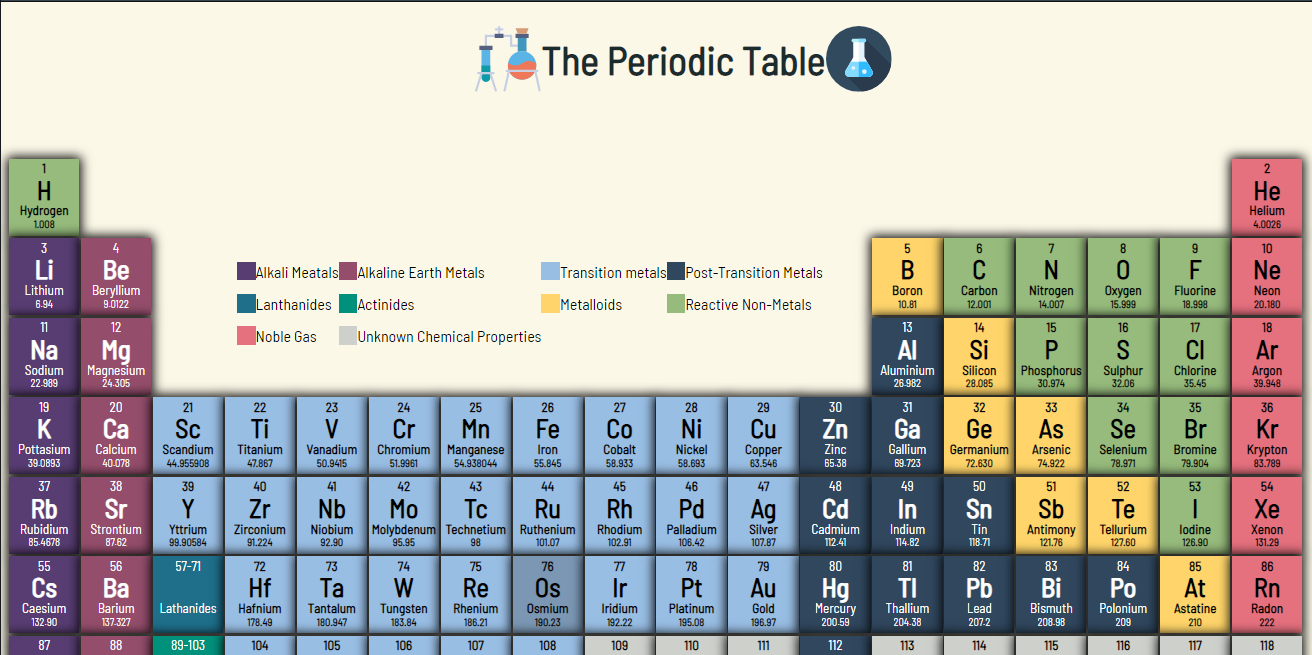 The Periodic Table
1 2
H He
Hydrogen Helium
1.008 4.0026
3 4 5 6 7 8 9 10
Li Be B C N O F Ne
Lithium Beryllium Boron Carbon Nitrogen Oxygen Fluorine Neon
6.94 9.0122 10.81 12.001 14.007 15.999 18.998 20.180
Alkali Meatals Alkaline Earth Metals Transition metals Post-Transition Metals
Lanthanides Actinides Metalloids Reactive Non-Metals
Noble Gas Unknown Chemical Properties
11 12 13 14 15 16 17 18
Na Mg Al Si P S Cl Ar
Sodium Magnesium Aluminium Silicon Phosphorus Sulphur Chlorine Argon
22.989 24.305 26.982 28.085 30.974 32.06 35.45 39.948
19 20 21 22 23 24 25 26 27 28 29 30 31 32 33 34 35 36
K Ca Sc Ti V Cr Mn Fe Co Ni Cu Zn Ga Ge As Se Br Kr
Pottasium Calcium Scandium Titanium Vanadium Chromium Manganese Iron Cobalt Nickel Copper Zinc Gallium Germanium Arsenic Selenium Bromine Krypton
39.0893 40.078 44.955908 47.867 50.9415 51.9961 54.938044 55.845 58.933 58.693 63.546 65.38 69.723 72.630 74.922 78.971 79.904 83.789
37 38 39 40 41 42 43 44 45 46 47 48 49 50 51 52 53 54
Rb Sr Y Zr Nb Mo Tc Ru Rh Pd Ag Cd In Sn Sb Te I Xe
Rubidium Strontium Yttrium Zirconium Niobium Molybdenum Technetium Ruthenium Rhodium Palladium Silver Cadmium Indium Tin Antimony Tellurium Iodine Xenon
85.4678 87.62 99.90584 91.224 92.90 95.95 98 101.07 102.91 106.42 107.87 112.41 114.82 118.71 121.76 127.60 126.90 131.29
55 56 57-71 72 73 74 75 76 77 78 79 80 81 82 83 84 85 86
Cs Ba Hf Ta W Re Os Ir Pt Au Hg Tl Pb Bi Po At Rn
Caesium Barium Lathanides Hafnium Tantalum Tungsten Rhenium Osmium Iridium Platinum Gold Mercury Thallium Lead Bismuth Polonium Astatine Radon
132.90 137.327 178.49 180.947 183.84 186.21 190.23 192.22 195.08 196.97 200.59 204.38 207.2 208.98 209 210 222
87 88 89-103 104 105 106 107 108 109 110 111 112 113 114 115 116 117 118